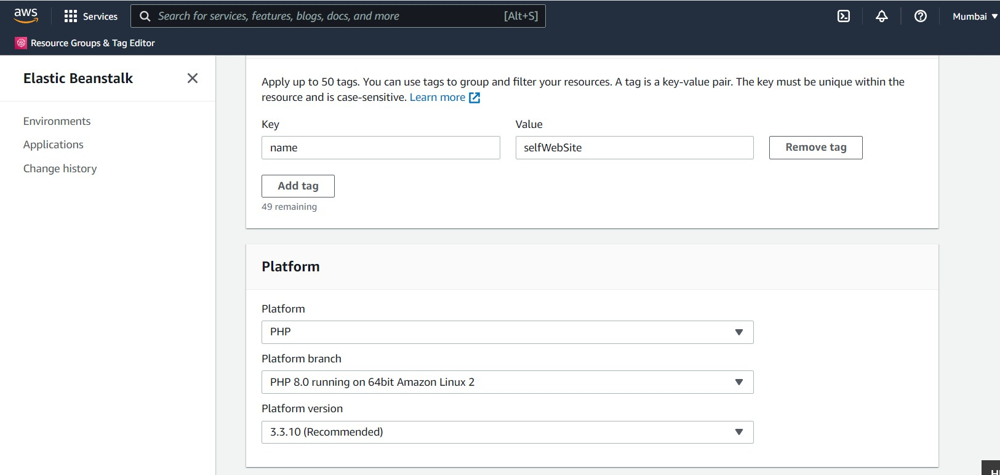 aws
Services
Search for services, features, blogs, docs, and more [Alt+S]
Mumbai
Resource Groups & Tag Editor
Elastic Beanstalk
Environments
Applications
Change history
Apply up to 50 tags. You can use tags to group and filter your resources. A tag is a key-value pair. The key must be unique within the
resource and is case-sensitive. Learn more
Key Value
name selfWebSite Remove tag
Add tag
49 remaining
Platform
Platform
PHP
Platform branch
PHP 8.0 running on 64bit Amazon Linux 2
Platform version
3.3.10 (Recommended)